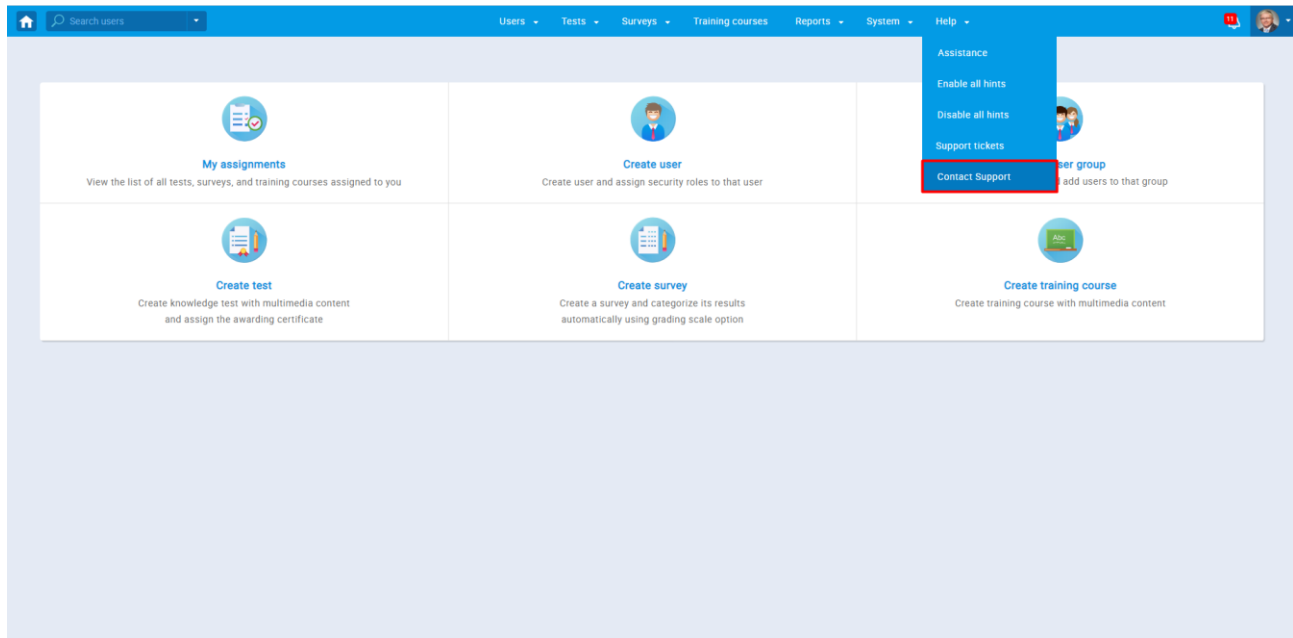 Search users
Users
Tests
Surveys
Training courses
Reports
System
Help
11
Assistance
Enable all hints
Disable all hints
Support tickets
Contact Support
My assignments
View the list of all tests, surveys, and training courses assigned to you
Create user
Create user and assign security roles to that user
ser group
add users to that group
Create test
Create knowledge test with multimedia content
and assign the awarding certificate
Create survey
Create a survey and categorize its results
automatically using grading scale option
Abc
Create training course
Create training course with multimedia content